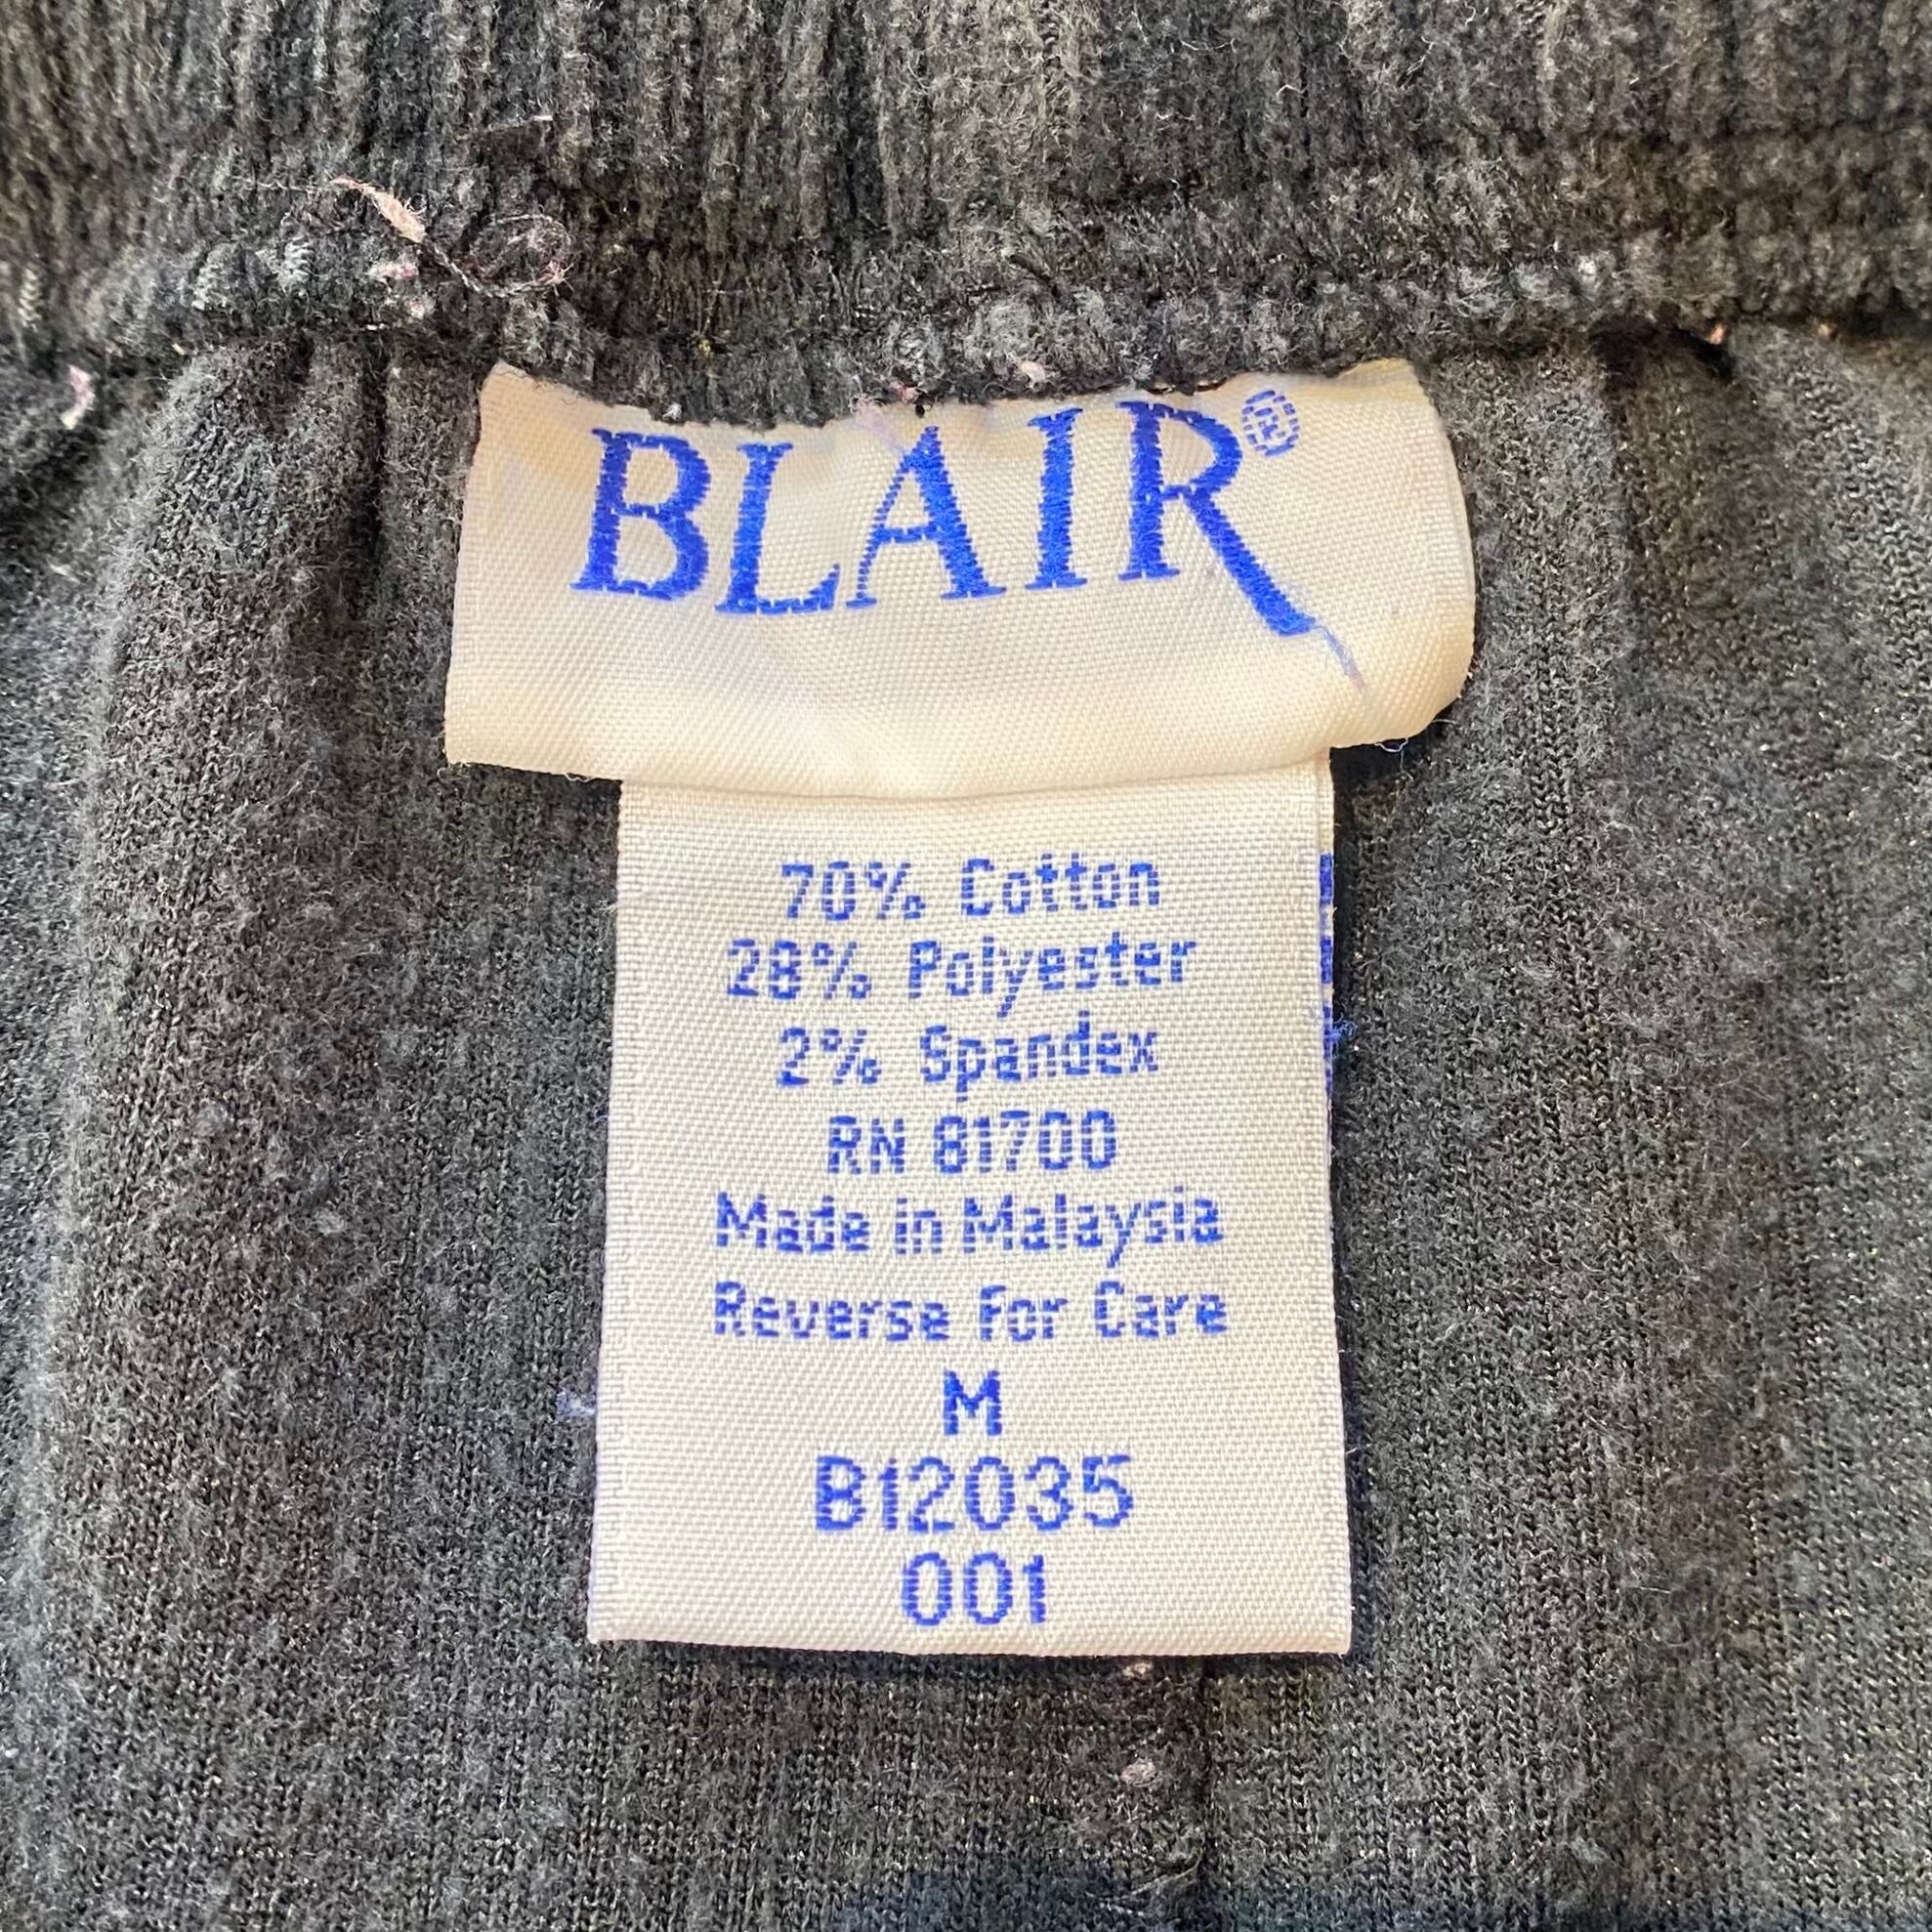 BLAIR®
70% Cotton
28% Polyester
2% Spandex
RN 81700
Made in Malaysia
Reverse For Care
M
B12035
001